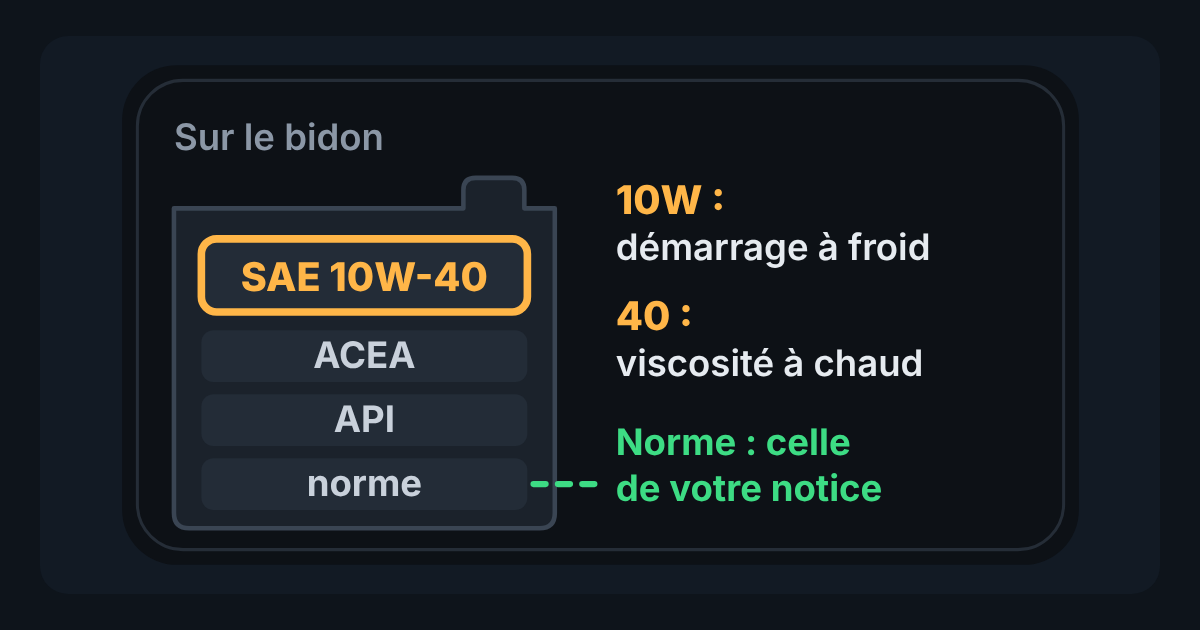 Sur le bidon
SAE 10W-40
ACEA
API
norme
10W :
démarrage à froid
40 :
viscosité à chaud
Norme : celle
de votre notice